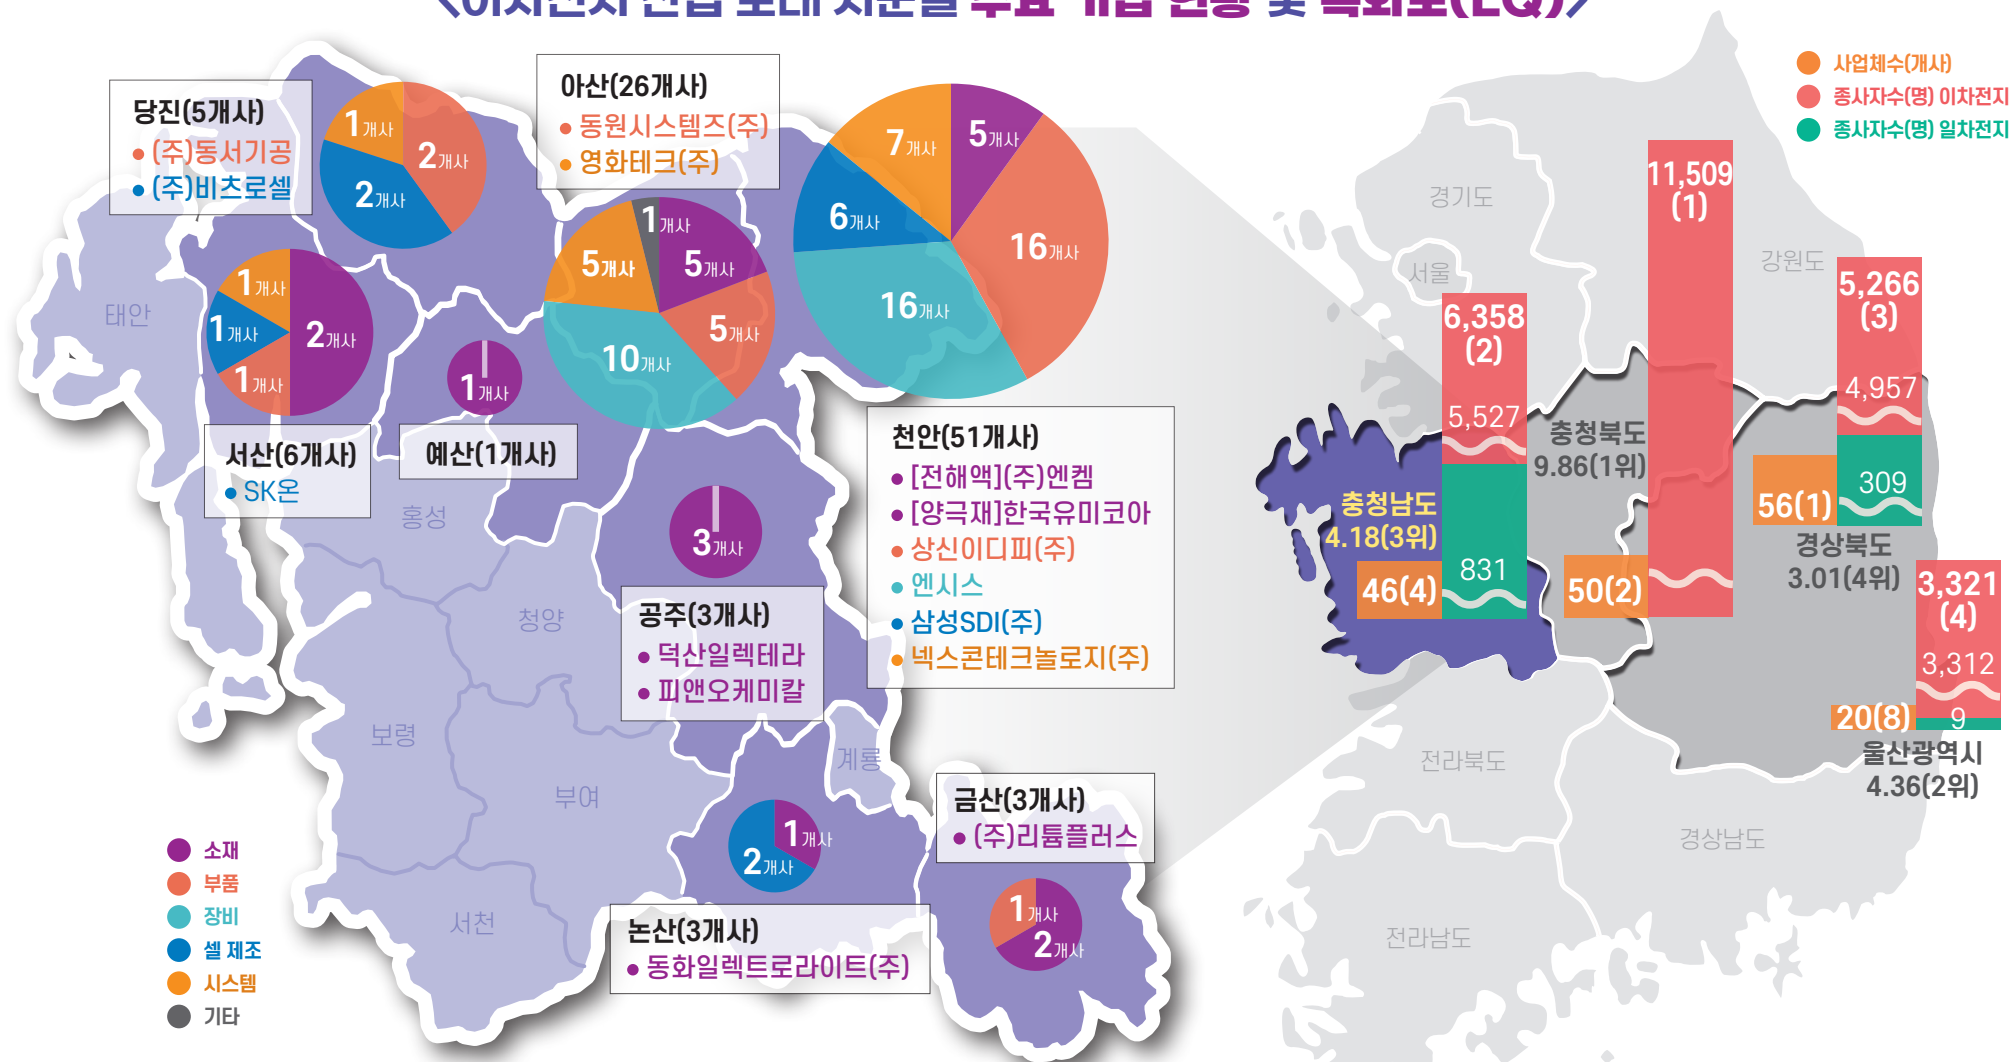 당진(5개사)
• (주)동서기공
• (주)비츠로셀
1개사
2개사
2개사
아산(26개사)
• 동원시스템즈(주)
• 영화테크(주)
1개사
5개사
5개사
5개사
10개사
7개사
5개사
6개사
16개사
16개사
태안
1개사
1개사
2개사
1개사
서산(6개사)
• SK온
1개사
예산(1개사)
천안(51개사)
• [전해액](주)엔켐
• [양극재]한국유미코아
• 상신이디피(주)
• 엔시스
• 삼성SDI(주)
• 넥스콘테크놀로지(주)
홍성
3개사
청양
공주(3개사)
• 덕산일렉테라
• 피앤오케미칼
보령
계룡
부여
1개사
2개사
금산(3개사)
• (주)리튬플러스
1개사
2개사
서천
논산(3개사)
• 동화일렉트로라이트(주)
소재
부품
장비
셀 제조
시스템
기타
사업체수(개사)
종사자수(명) 이차전지
종사자수(명) 일차전지
경기도
서울
강원도
11,509
(1)
6,358
(2)
5,527
831
46(4)
충청남도
4.18(3위)
충청북도
9.86(1위)
50(2)
5,266
(3)
4,957
309
56(1)
경상북도
3.01(4위)
3,321
(4)
3,312
9
20(8)
울산광역시
4.36(2위)
전라북도
경상남도
전라남도